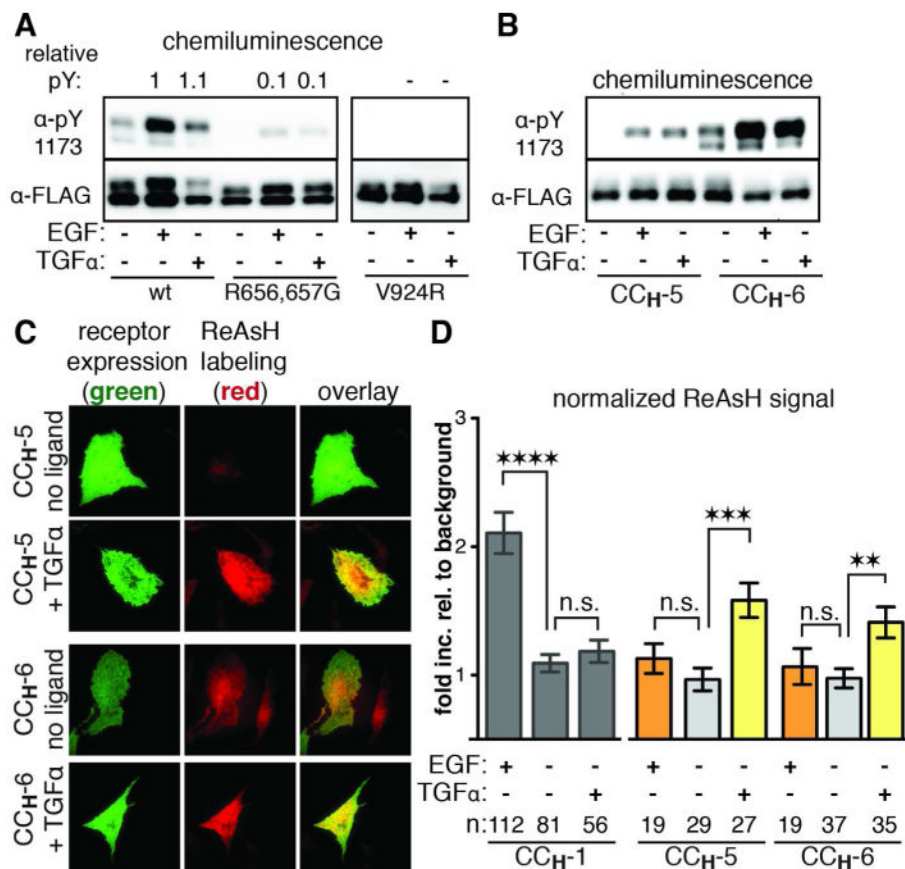 A
chemiluminescence
relative
pY: 1 1.1 0.1 0.1 - -
α-pY
1173
α-FLAG
EGF: - + - - + - - + -
TGFα: - - + - - + - - +
wt R656,657G V924R
B
chemiluminescence
α-pY
1173
α-FLAG
EGF: - + - - + -
TGFα: - - + - - +
CCH-5 CCH-6
C
receptor expression (green)
ReAsH labeling (red)
overlay
CCH-5
no ligand
CCH-5
+ TGFα
CCH-6
no ligand
CCH-6
+ TGFα
D
normalized ReAsH signal
fold inc. rel. to background
3
2
1
✶✶✶✶
n.s.
n.s.
✶✶✶
n.s.
✶✶
EGF: + - - + - - + - -
TGFα: - - + - - + - - +
n: 112 81 56 19 29 27 19 37 35
CCH-1 CCH-5 CCH-6